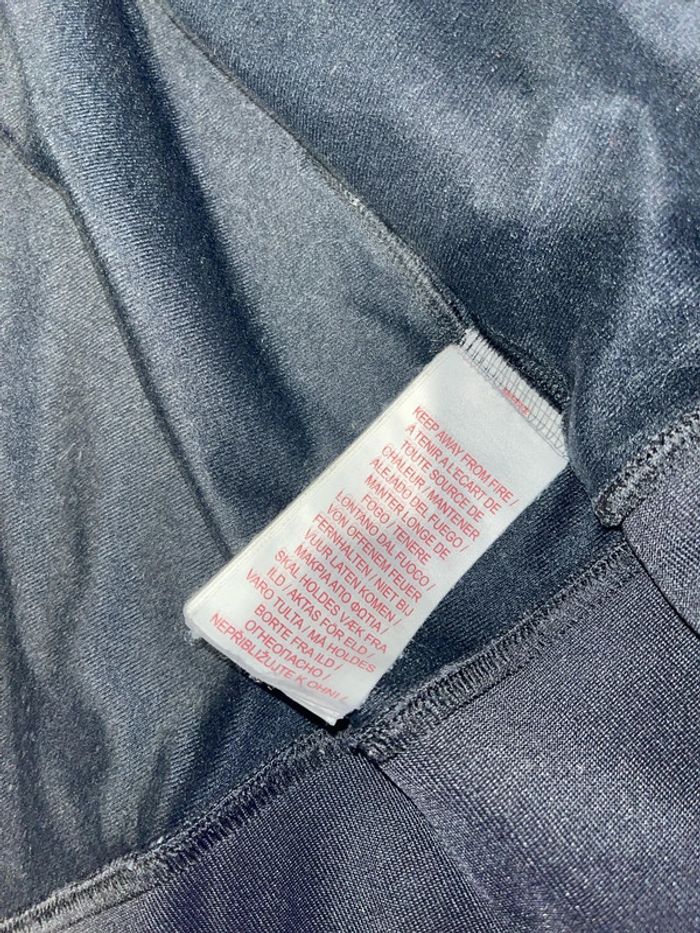 KEEP AWAY FROM FIRE /
À TENIR A L'ECART DE
TOUTE SOURCE DE
CHALEUR / MANTENER
ALEJADO DEL FUEGO /
MANTER LONGE DE
FOGO / TENERE
LONTANO DAL FUOCO /
VON OFFENEM FEUER
FERNHALTEN / NIET BIJ
VUUR LATEN KOMEN /
ΜΑΚΡΙΑ ΑΠΟ ΦΩΤΙΑ /
SKAL HOLDES VÆK FRA
ILD / AKTAS FÖR ELD /
VARO TULTA / MÅ HOLDES
BORTE FRA ILD /
ОГНЕОПАСНО /
NEPŘIBLIŽUJTE K OHNI /